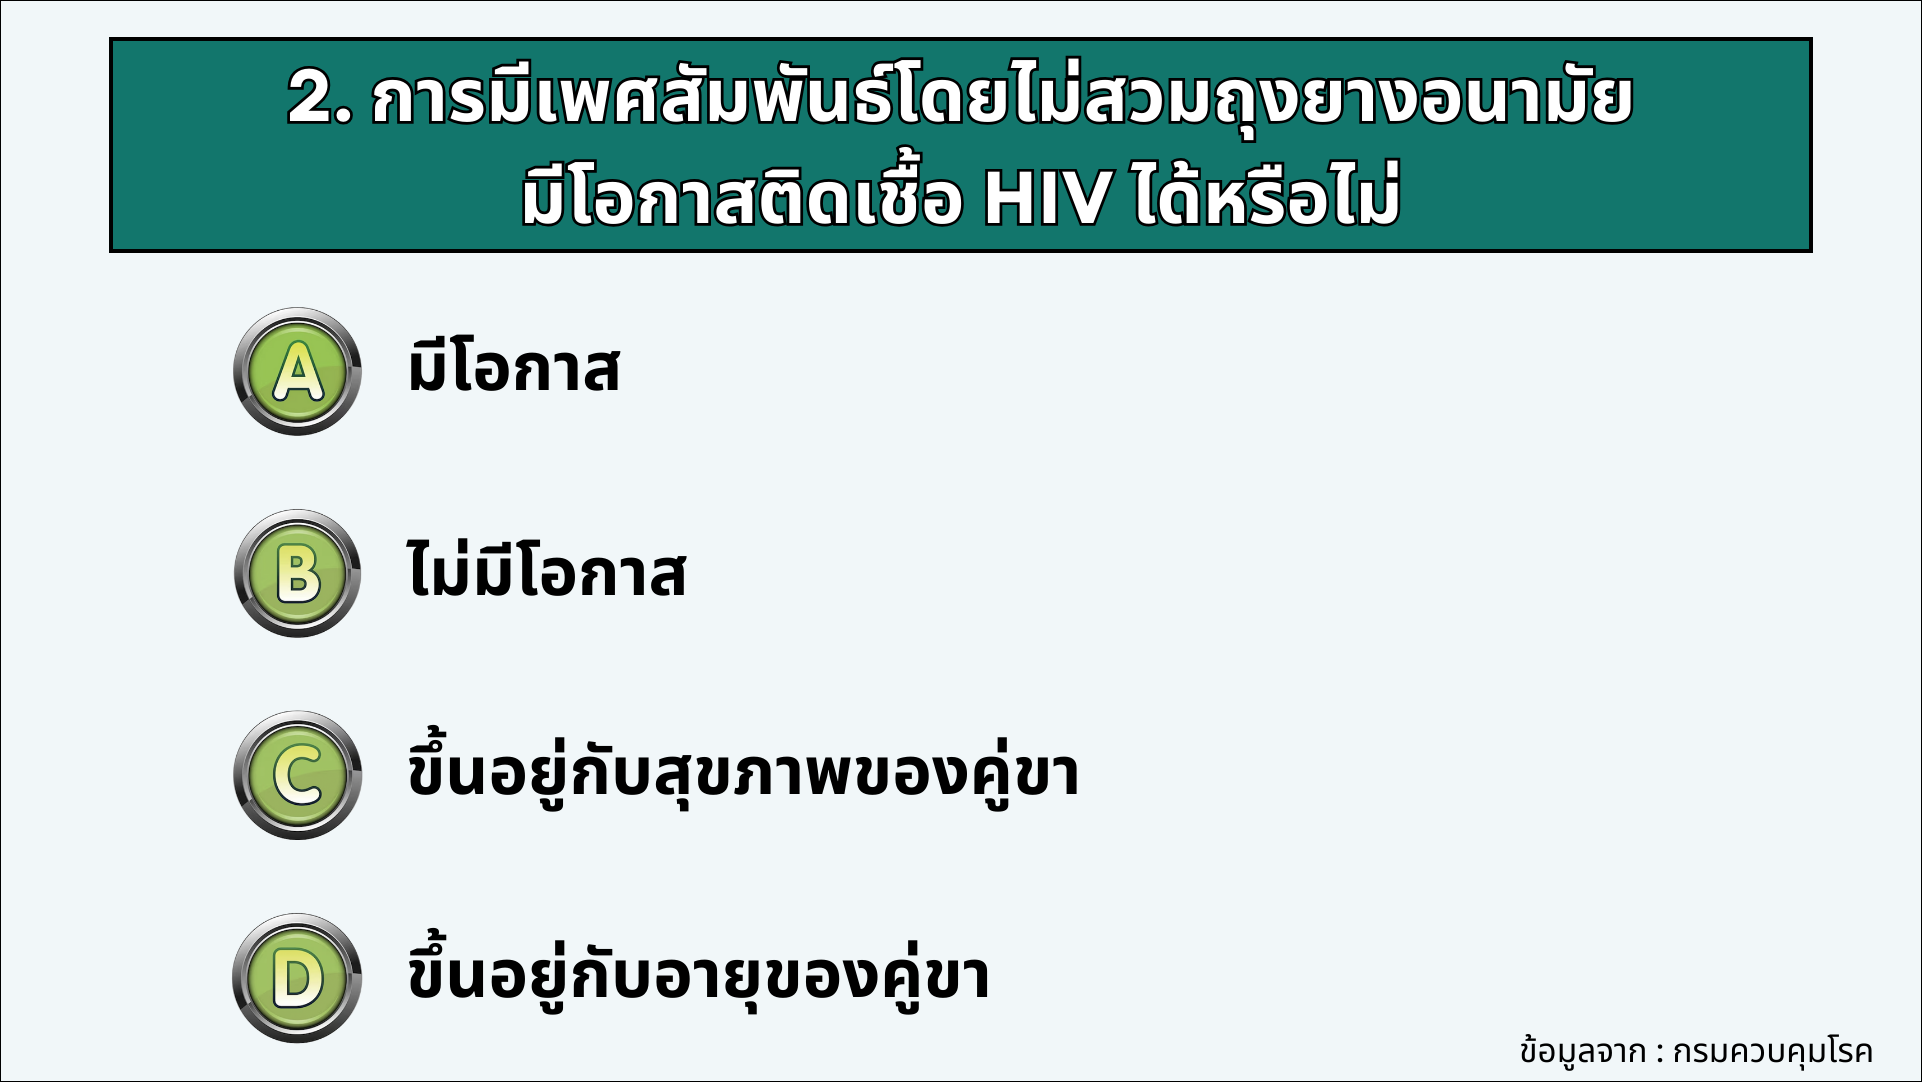 2. การมีเพศสัมพันธ์โดยไม่สวมถุงยางอนามัย
มีโอกาสติดเชื้อ HIV ได้หรือไม่
A มีโอกาส
B ไม่มีโอกาส
C ขึ้นอยู่กับสุขภาพของคู่ขา
D ขึ้นอยู่กับอายุของคู่ขา
ข้อมูลจาก : กรมควบคุมโรค